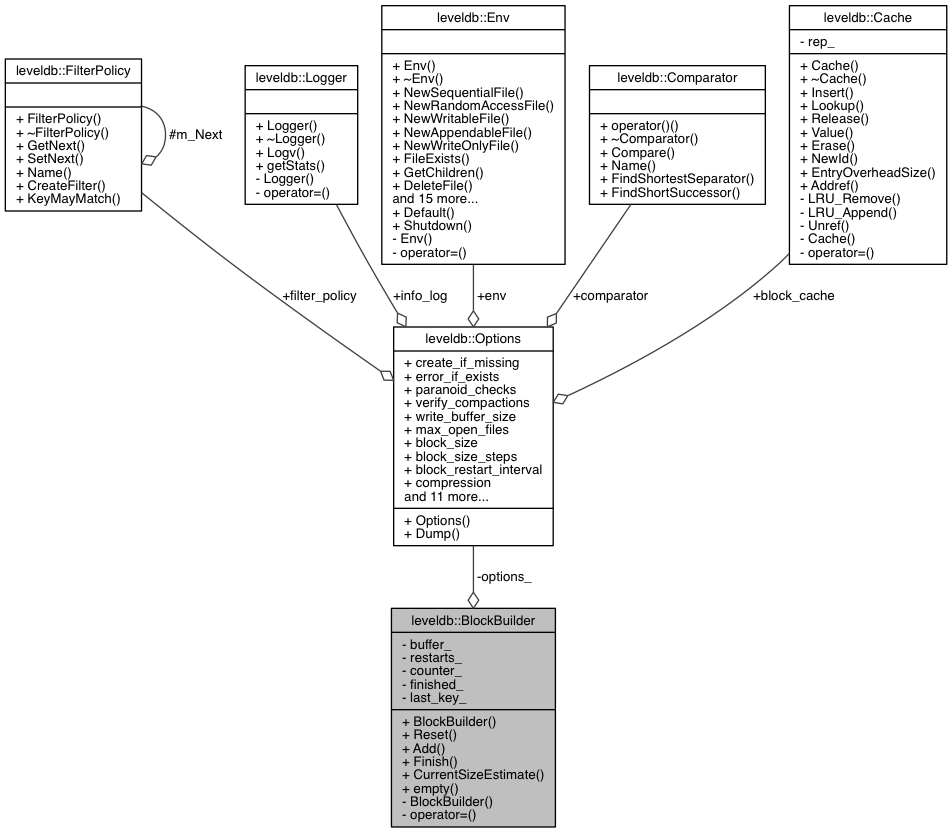 leveldb::FilterPolicy
+ FilterPolicy()
+ ~FilterPolicy()
+ GetNext()
+ SetNext()
+ Name()
+ CreateFilter()
+ KeyMayMatch()
#m_Next
leveldb::Logger
+ Logger()
+ ~Logger()
+ Logv()
+ getStats()
- Logger()
- operator=()
leveldb::Env
+ Env()
+ ~Env()
+ NewSequentialFile()
+ NewRandomAccessFile()
+ NewWritableFile()
+ NewAppendableFile()
+ NewWriteOnlyFile()
+ FileExists()
+ GetChildren()
+ DeleteFile()
and 15 more...
+ Default()
+ Shutdown()
- Env()
- operator=()
leveldb::Comparator
+ operator()()
+ ~Comparator()
+ Compare()
+ Name()
+ FindShortestSeparator()
+ FindShortSuccessor()
leveldb::Cache
- rep_
+ Cache()
+ ~Cache()
+ Insert()
+ Lookup()
+ Release()
+ Value()
+ Erase()
+ NewId()
+ EntryOverheadSize()
+ Addref()
- LRU_Remove()
- LRU_Append()
- Unref()
- Cache()
- operator=()
+filter_policy
+info_log
+env
+comparator
+block_cache
leveldb::Options
+ create_if_missing
+ error_if_exists
+ paranoid_checks
+ verify_compactions
+ write_buffer_size
+ max_open_files
+ block_size
+ block_size_steps
+ block_restart_interval
+ compression
and 11 more...
+ Options()
+ Dump()
-options_
leveldb::BlockBuilder
- buffer_
- restarts_
- counter_
- finished_
- last_key_
+ BlockBuilder()
+ Reset()
+ Add()
+ Finish()
+ CurrentSizeEstimate()
+ empty()
- BlockBuilder()
- operator=()